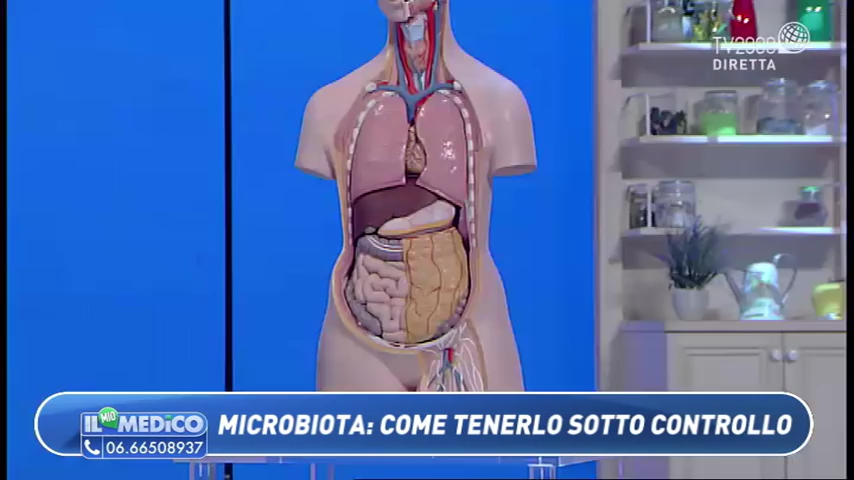 TV2000
DIRETTA
IL MIO MEDICO
06.66508937
MICROBIOTA: COME TENERLO SOTTO CONTROLLO